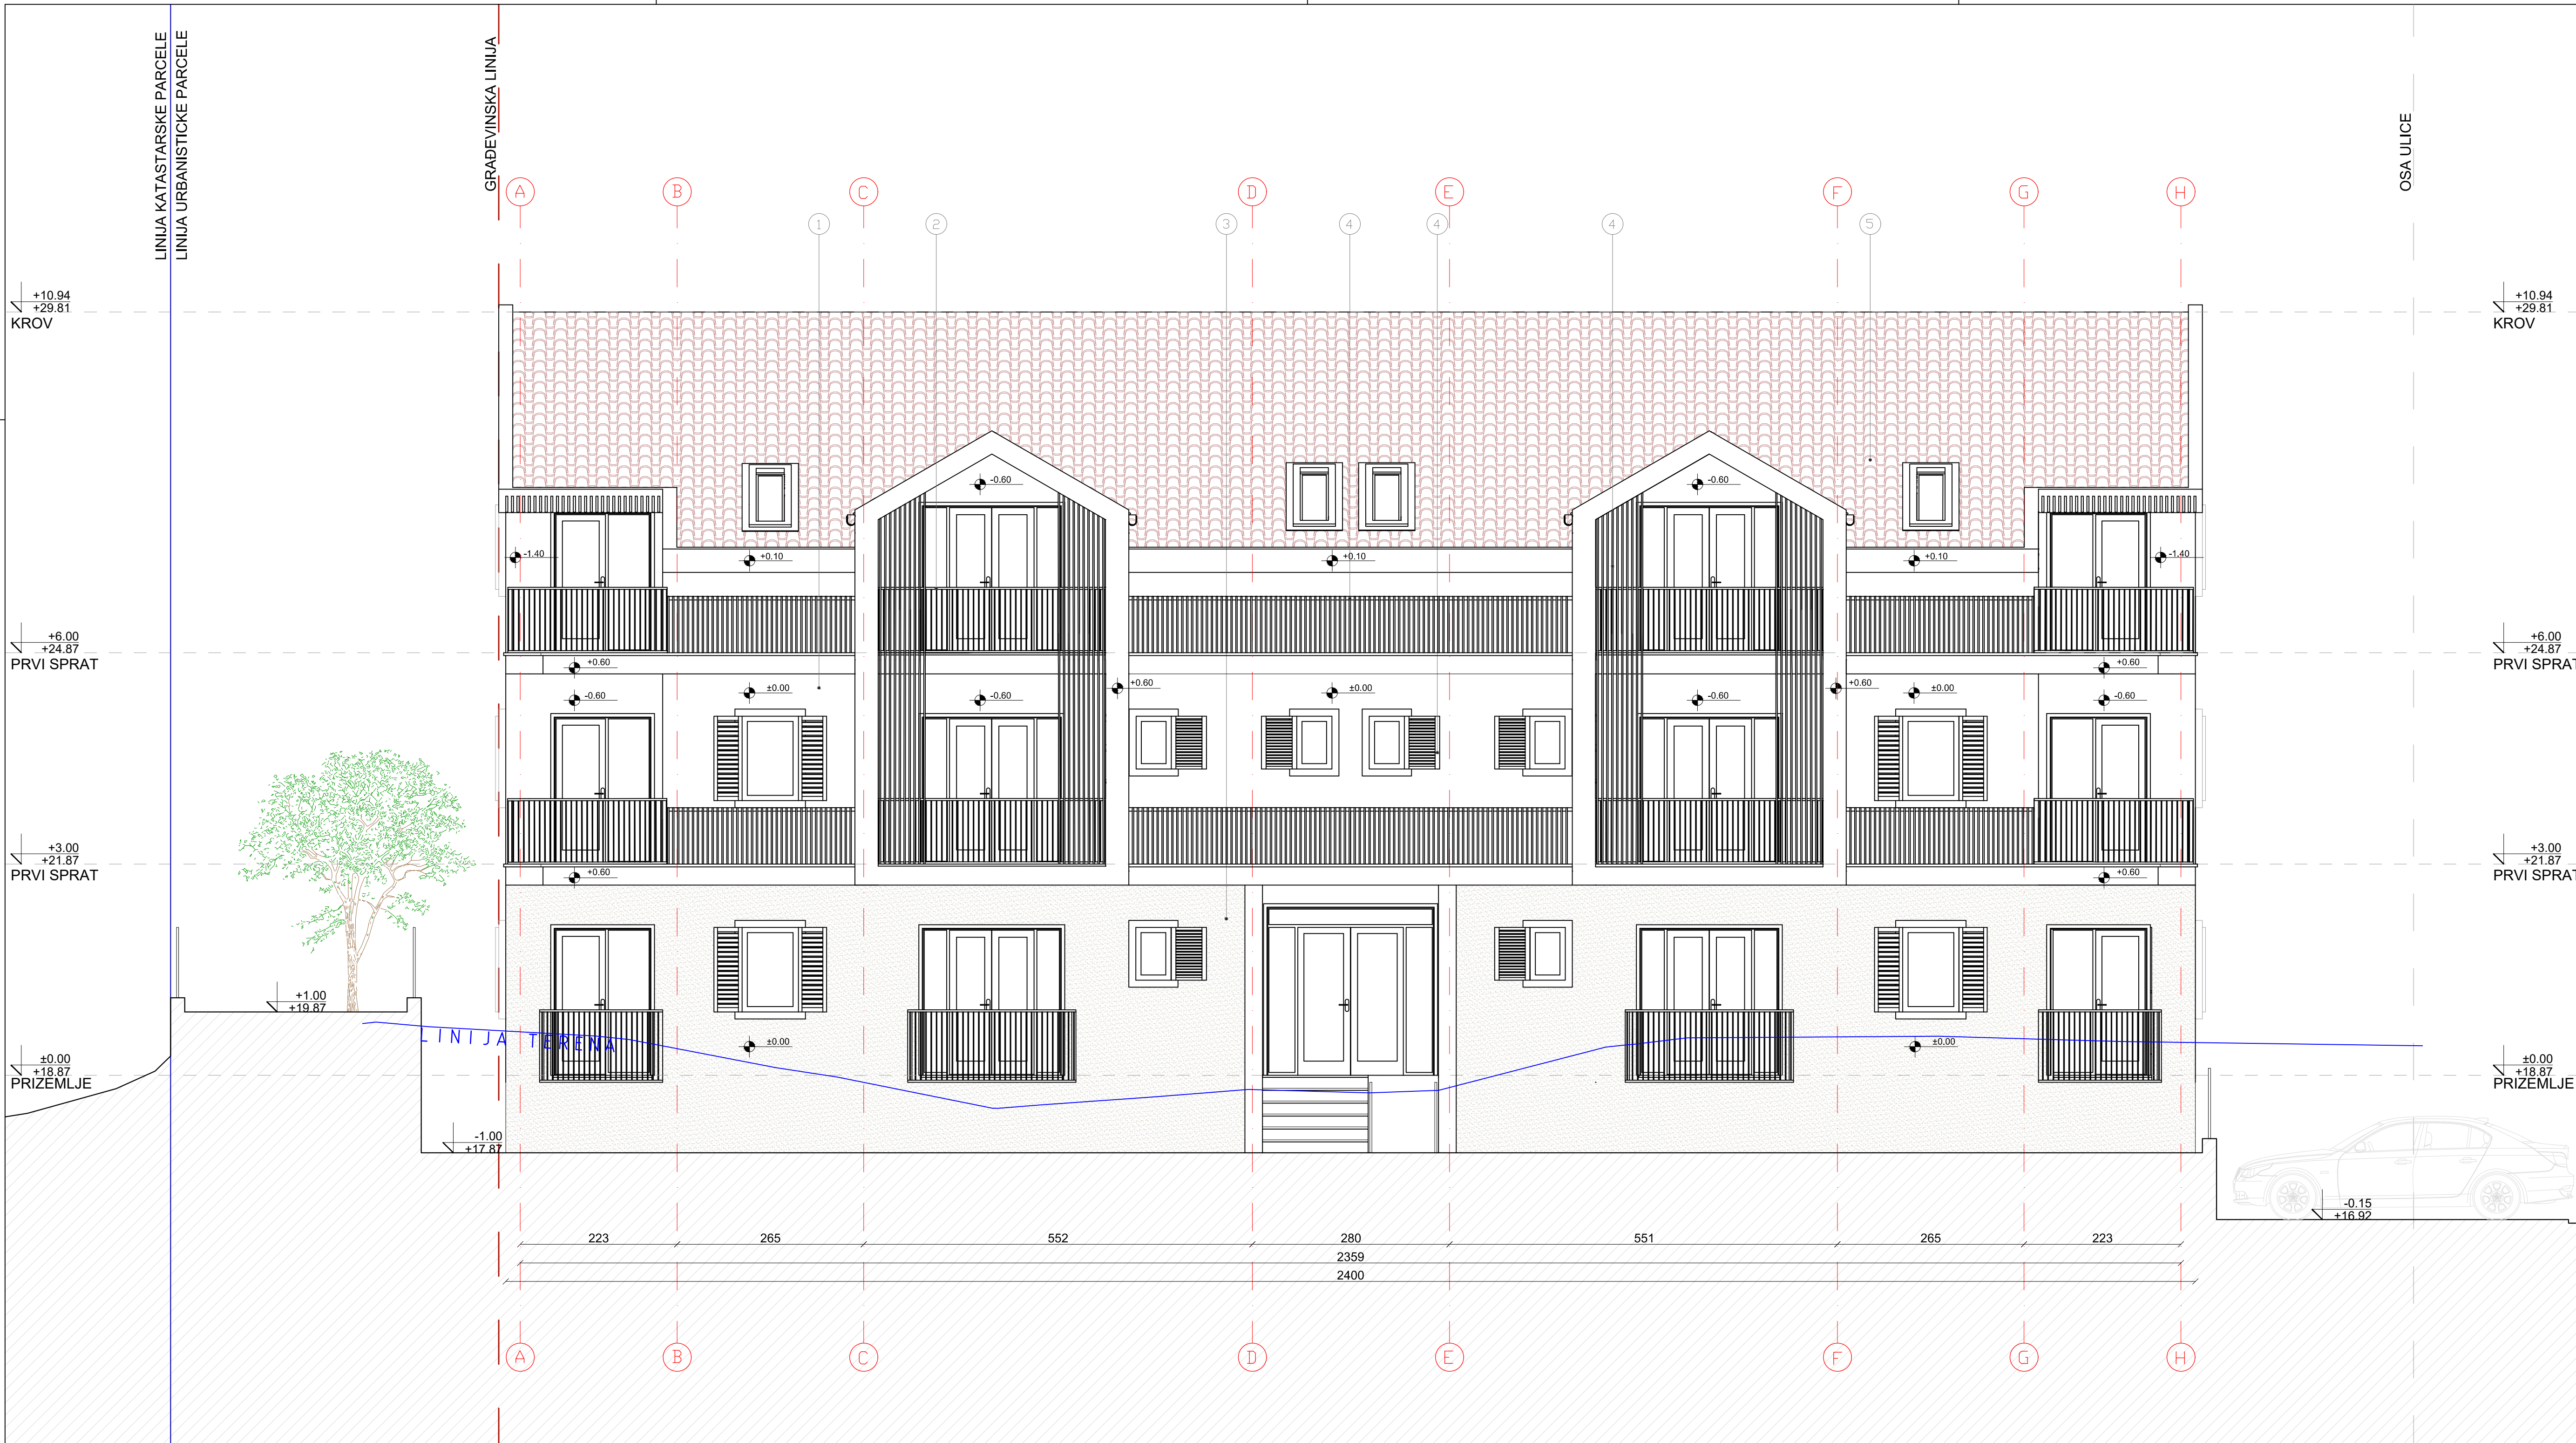 LINIJA KATASTARSKE PARCELE
LINIJA URBANISTICKE PARCELE
GRAĐEVINSKA LINIJA
OSA ULICE
A B C D E F G H
1 2 3 4 4 4 5
+10.94
+29.81
KROV
+10.94
+29.81
KROV
-0.60
-0.60
-1.40
+0.10
+0.10
+0.10
-1.40
+6.00
+24.87
PRVI SPRAT
+6.00
+24.87
PRVI SPRAT
+0.60
+0.60
-0.60
±0.00
-0.60
+0.60
±0.00
-0.60
+0.60
±0.00
-0.60
+3.00
+21.87
PRVI SPRAT
+3.00
+21.87
PRVI SPRAT
+0.60
+0.60
+1.00
+19.87
LINIJA TERENA
±0.00
±0.00
±0.00
+18.87
PRIZEMLJE
±0.00
+18.87
PRIZEMLJE
-1.00
+17.87
-0.15
+16.92
223 265 552 280 551 265 223
2359
2400
A B C D E F G H